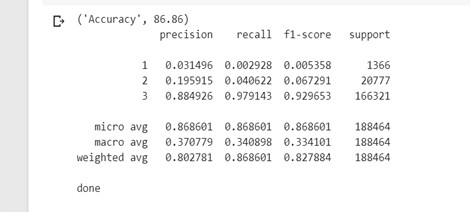 ('Accuracy', 86.86)
precision recall f1-score support
1 0.031496 0.002928 0.005358 1366
2 0.195915 0.040622 0.067291 20777
3 0.884926 0.979143 0.929653 166321
micro avg 0.868601 0.868601 0.868601 188464
macro avg 0.370779 0.340898 0.334101 188464
weighted avg 0.802781 0.868601 0.827884 188464
done